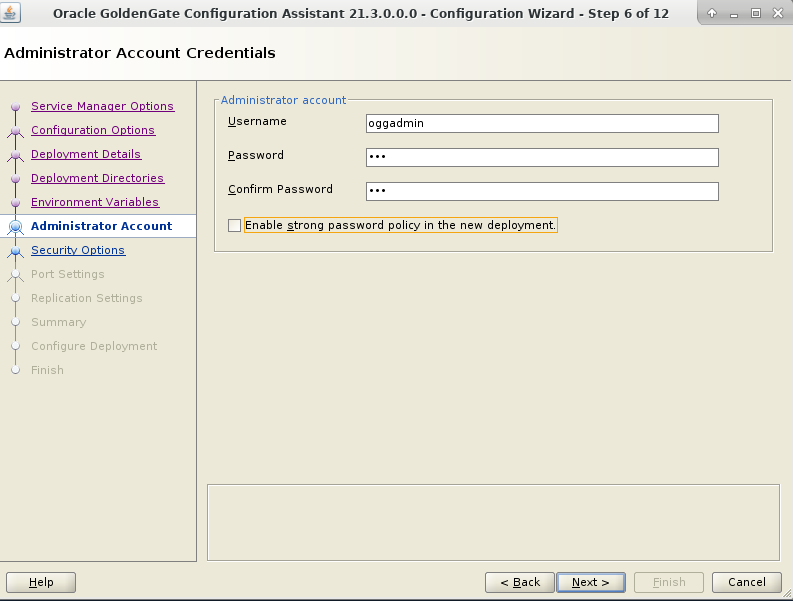 Oracle GoldenGate Configuration Assistant 21.3.0.0.0 - Configuration Wizard - Step 6 of 12
Administrator Account Credentials
Service Manager Options
Configuration Options
Deployment Details
Deployment Directories
Environment Variables
Administrator Account
Security Options
Port Settings
Replication Settings
Summary
Configure Deployment
Finish
Administrator account
Username
oggadmin
Password
•••
Confirm Password
•••
Enable strong password policy in the new deployment.
Help
< Back
Next >
Finish
Cancel